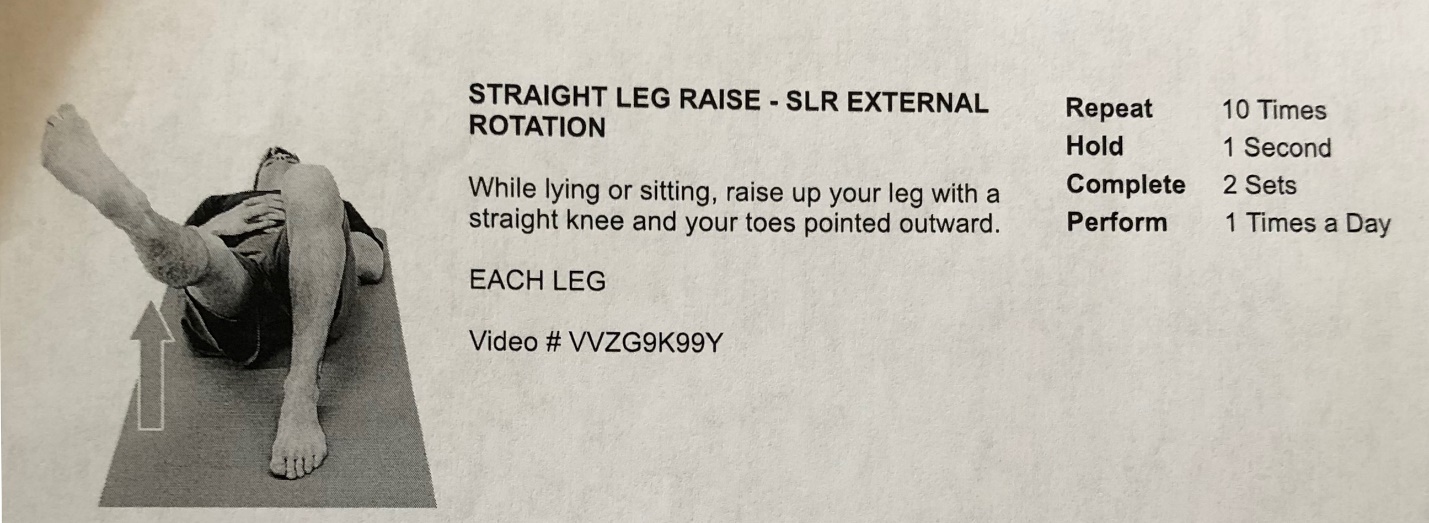 STRAIGHT LEG RAISE - SLR EXTERNAL
ROTATION
While lying or sitting, raise up your leg with a
straight knee and your toes pointed outward.
EACH LEG
Video # VVZG9K99Y
Repeat 10 Times
Hold 1 Second
Complete 2 Sets
Perform 1 Times a Day